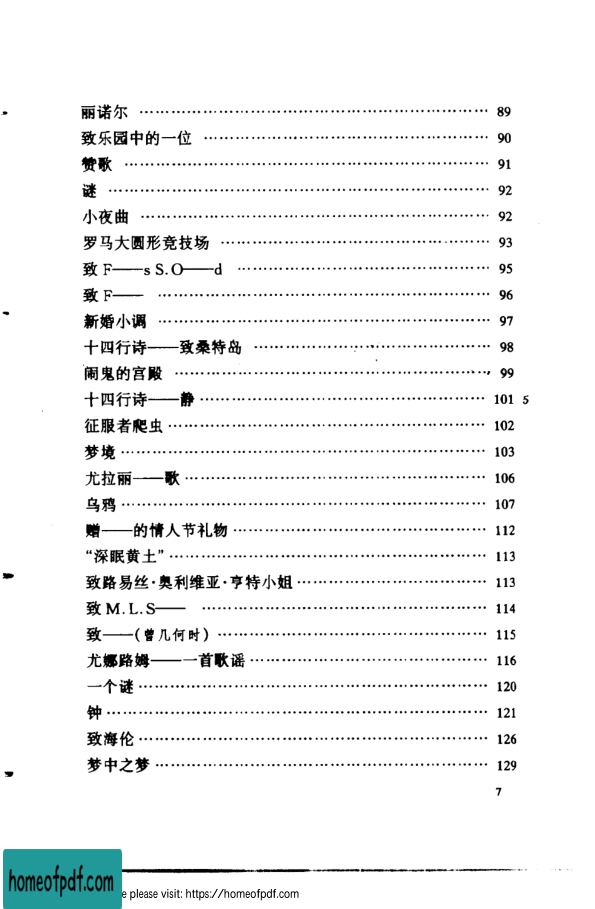 丽诺尔 …… 89
致乐园中的一位 …… 90
赞歌 …… 91
谜 …… 92
小夜曲 …… 92
罗马大圆形竞技场 …… 93
致 F——s S.O——d …… 95
致 F—— …… 96
新婚小调 …… 97
十四行诗——致桑特岛 …… 98
闹鬼的宫殿 …… 99
十四行诗——静 …… 101 5
征服者爬虫 …… 102
梦境 …… 103
尤拉丽——歌 …… 106
乌鸦 …… 107
赠——的情人节礼物 …… 112
“深眠黄土” …… 113
致路易丝·奥利维亚·亨特小姐 …… 113
致 M.L.S—— …… 114
致——(曾几何时) …… 115
尤娜路姆——一首歌谣 …… 116
一个谜 …… 120
钟 …… 121
致海伦 …… 126
梦中之梦 …… 129
7
homeofpdf.com
e please visit: https://homeofpdf.com